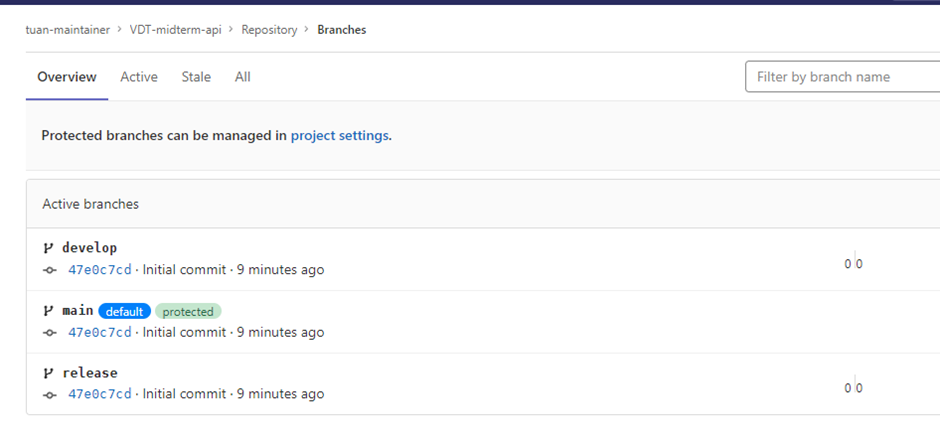 tuan-maintainer > VDT-midterm-api > Repository > Branches
Overview Active Stale All Filter by branch name
Protected branches can be managed in project settings.
Active branches
develop
47e0c7cd · Initial commit · 9 minutes ago 0 0
main default protected
47e0c7cd · Initial commit · 9 minutes ago
release
47e0c7cd · Initial commit · 9 minutes ago 0 0